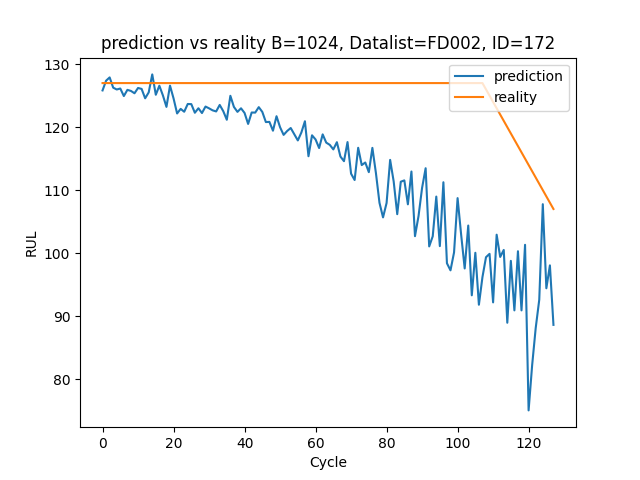 prediction vs reality B=1024, Datalist=FD002, ID=172
prediction
reality
RUL
130
120
110
100
90
80
0 20 40 60 80 100 120
Cycle